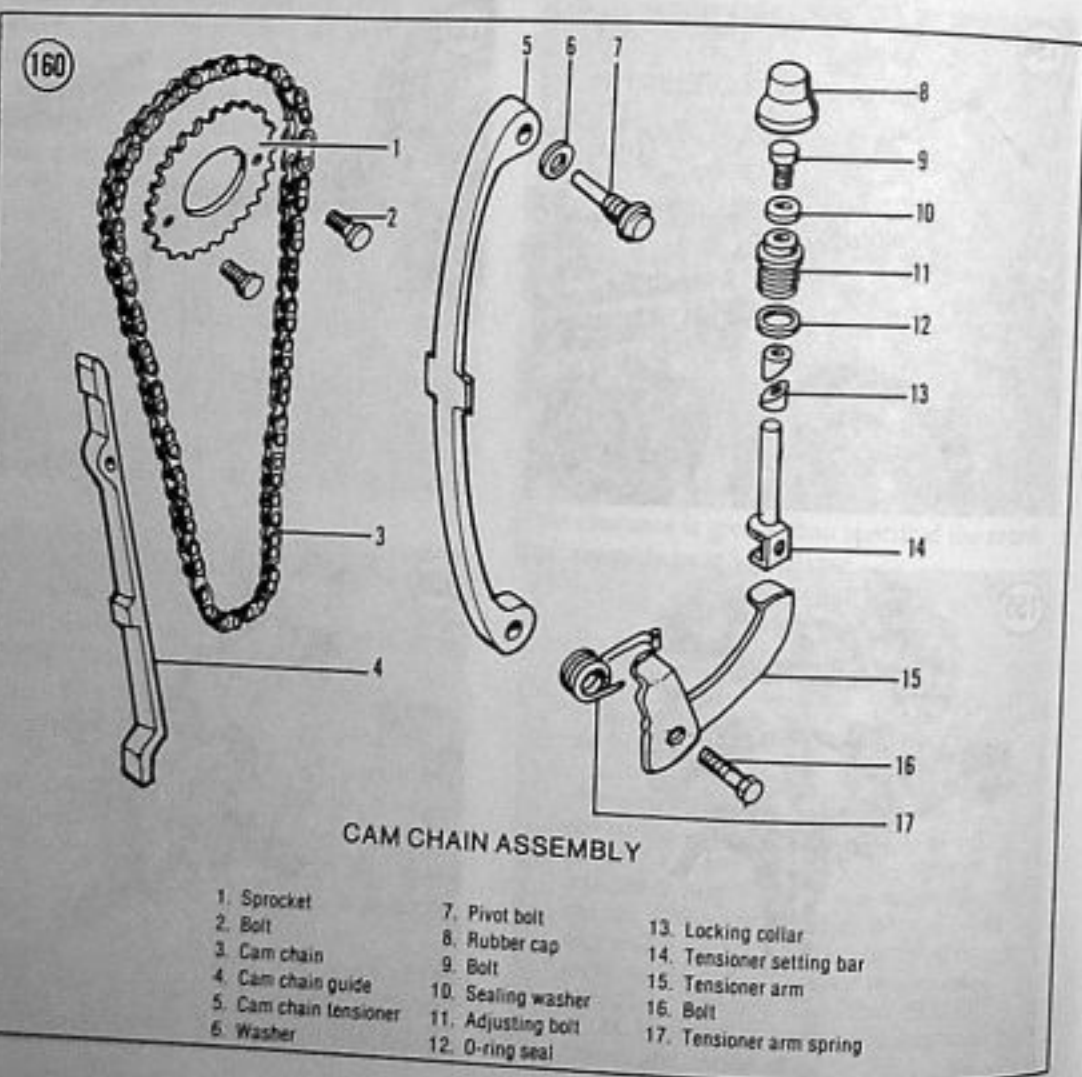 160
5
6
7
8
1
9
2
10
11
12
13
3
14
4
15
16
17
CAM CHAIN ASSEMBLY
1. Sprocket
2. Bolt
3. Cam chain
4. Cam chain guide
5. Cam chain tensioner
6. Washer
7. Pivot bolt
8. Rubber cap
9. Bolt
10. Sealing washer
11. Adjusting bolt
12. O-ring seal
13. Locking collar
14. Tensioner setting bar
15. Tensioner arm
16. Bolt
17. Tensioner arm spring